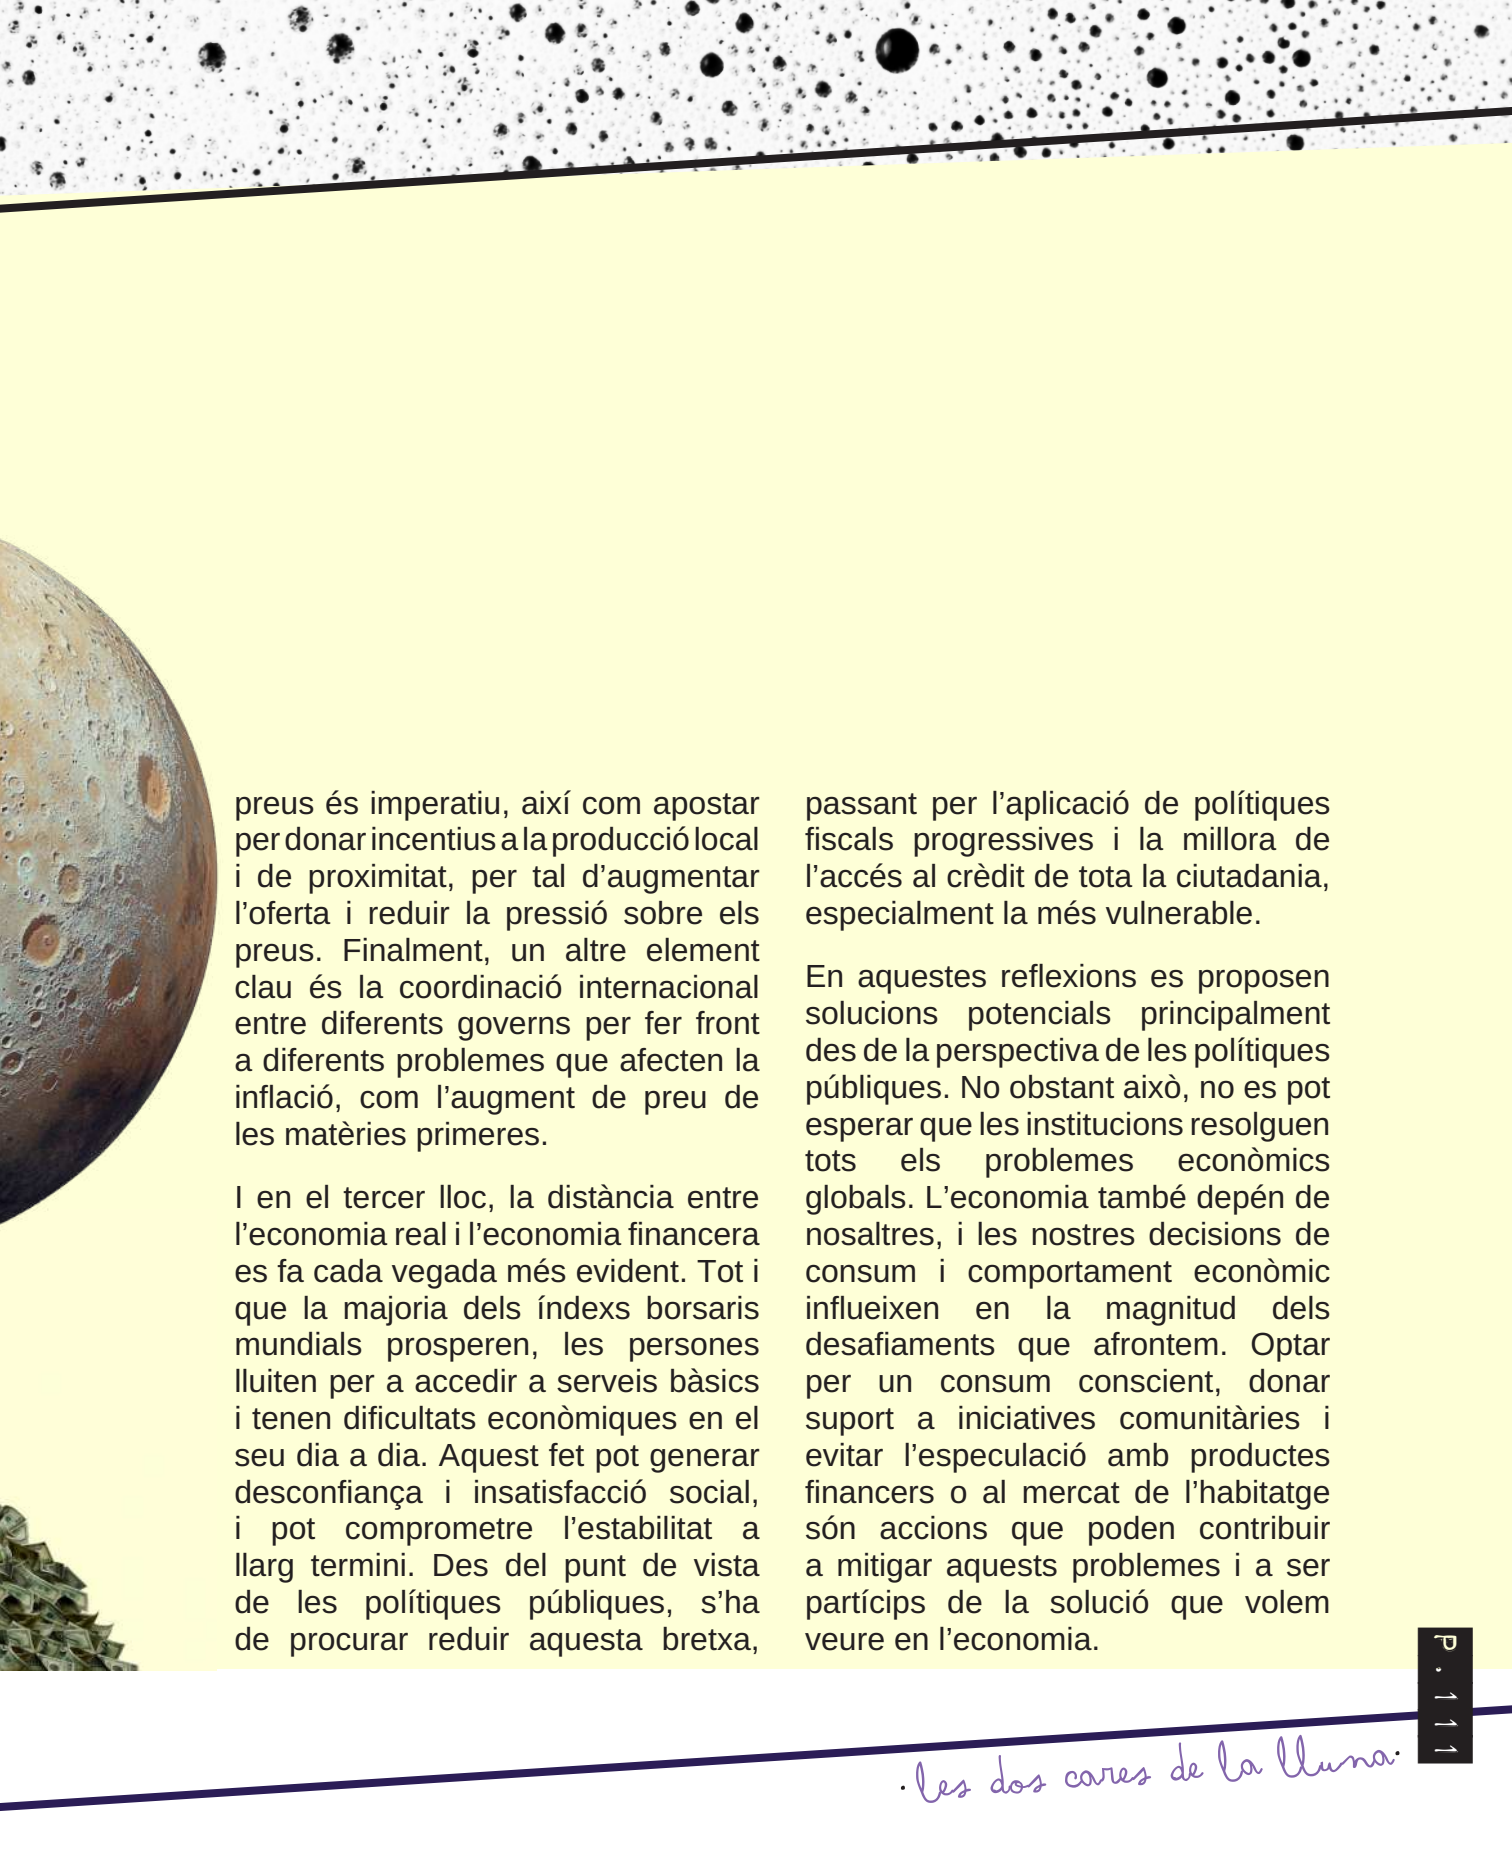 preus és imperatiu, així com apostar
per donar incentius a la producció local
i de proximitat, per tal d’augmentar
l’oferta i reduir la pressió sobre els
preus. Finalment, un altre element
clau és la coordinació internacional
entre diferents governs per fer front
a diferents problemes que afecten la
inflació, com l’augment de preu de
les matèries primeres.
I en el tercer lloc, la distància entre
l’economia real i l’economia financera
es fa cada vegada més evident. Tot i
que la majoria dels índexs borsaris
mundials prosperen, les persones
lluiten per a accedir a serveis bàsics
i tenen dificultats econòmiques en el
seu dia a dia. Aquest fet pot generar
desconfiança i insatisfacció social,
i pot comprometre l’estabilitat a
llarg termini. Des del punt de vista
de les polítiques públiques, s’ha
de procurar reduir aquesta bretxa,
passant per l’aplicació de polítiques
fiscals progressives i la millora de
l’accés al crèdit de tota la ciutadania,
especialment la més vulnerable.
En aquestes reflexions es proposen
solucions potencials principalment
des de la perspectiva de les polítiques
públiques. No obstant això, no es pot
esperar que les institucions resolguen
tots els problemes econòmics
globals. L’economia també depén de
nosaltres, i les nostres decisions de
consum i comportament econòmic
influeixen en la magnitud dels
desafiaments que afrontem. Optar
per un consum conscient, donar
suport a iniciatives comunitàries i
evitar l’especulació amb productes
financers o al mercat de l’habitatge
són accions que poden contribuir
a mitigar aquests problemes i a ser
partícips de la solució que volem
veure en l’economia.
P.111
·les dos cares de la lluna·